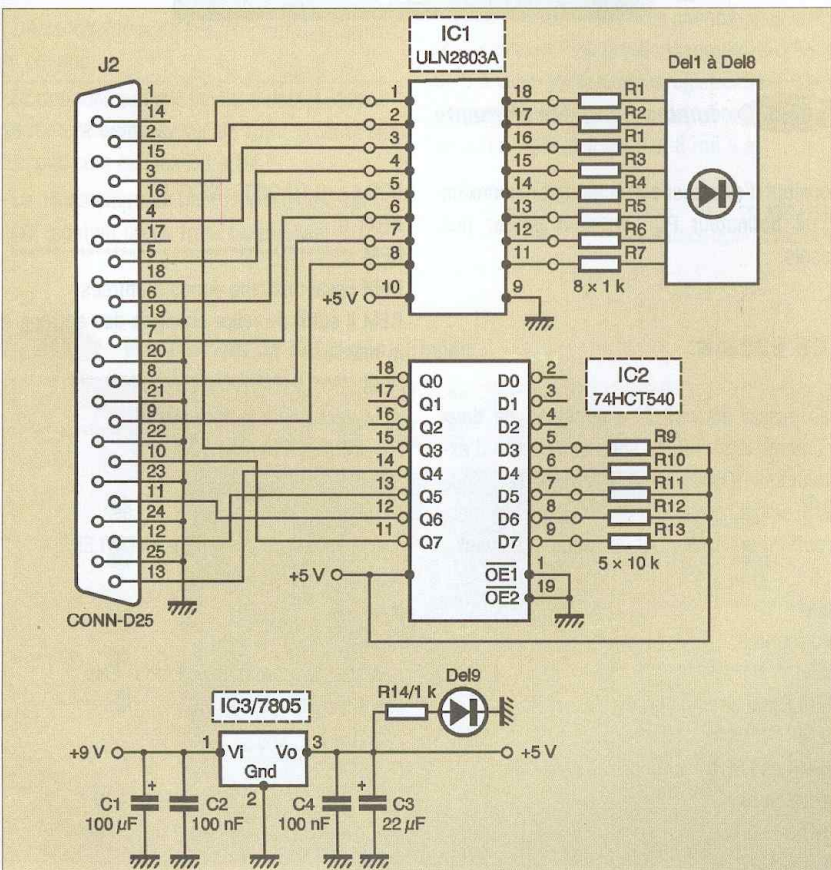 J2
1
14
2
15
3
16
4
17
5
18
6
19
7
20
8
21
9
22
10
23
11
24
12
25
13
CONN-D25
IC1
ULN2803A
1
2
3
4
5
6
8
+5 V 10
18 R1
17 R2
16 R1
15 R3
14 R4
13 R5
12 R6
11 R7
9
8 × 1 k
Del1 à Del8
IC2
74HCT540
18 Q0 D0 2
17 Q1 D1 3
16 Q2 D2 4
15 Q3 D3 5 R9
14 Q4 D4 6 R10
13 Q5 D5 7 R11
12 Q6 D6 8 R12
11 Q7 D7 9 R13
5 × 10 k
+5 V
OE1 1
OE2 19
IC3/7805
R14/1 k
Del9
+9 V
1 Vi Vo 3
Gnd
2
+5 V
+
C1
100 µF
C2
100 nF
C4
100 nF
+
C3
22 µF